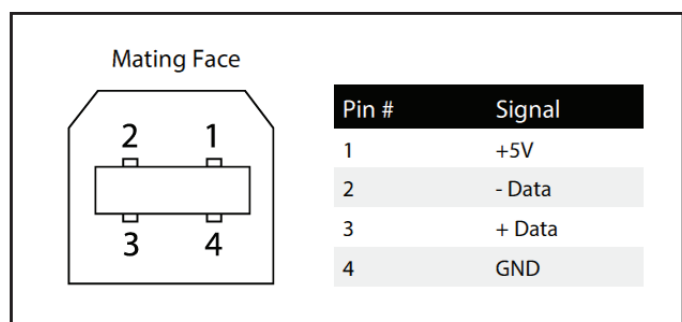 Mating Face
2 1
3 4
Pin # Signal
1 +5V
2 - Data
3 + Data
4 GND